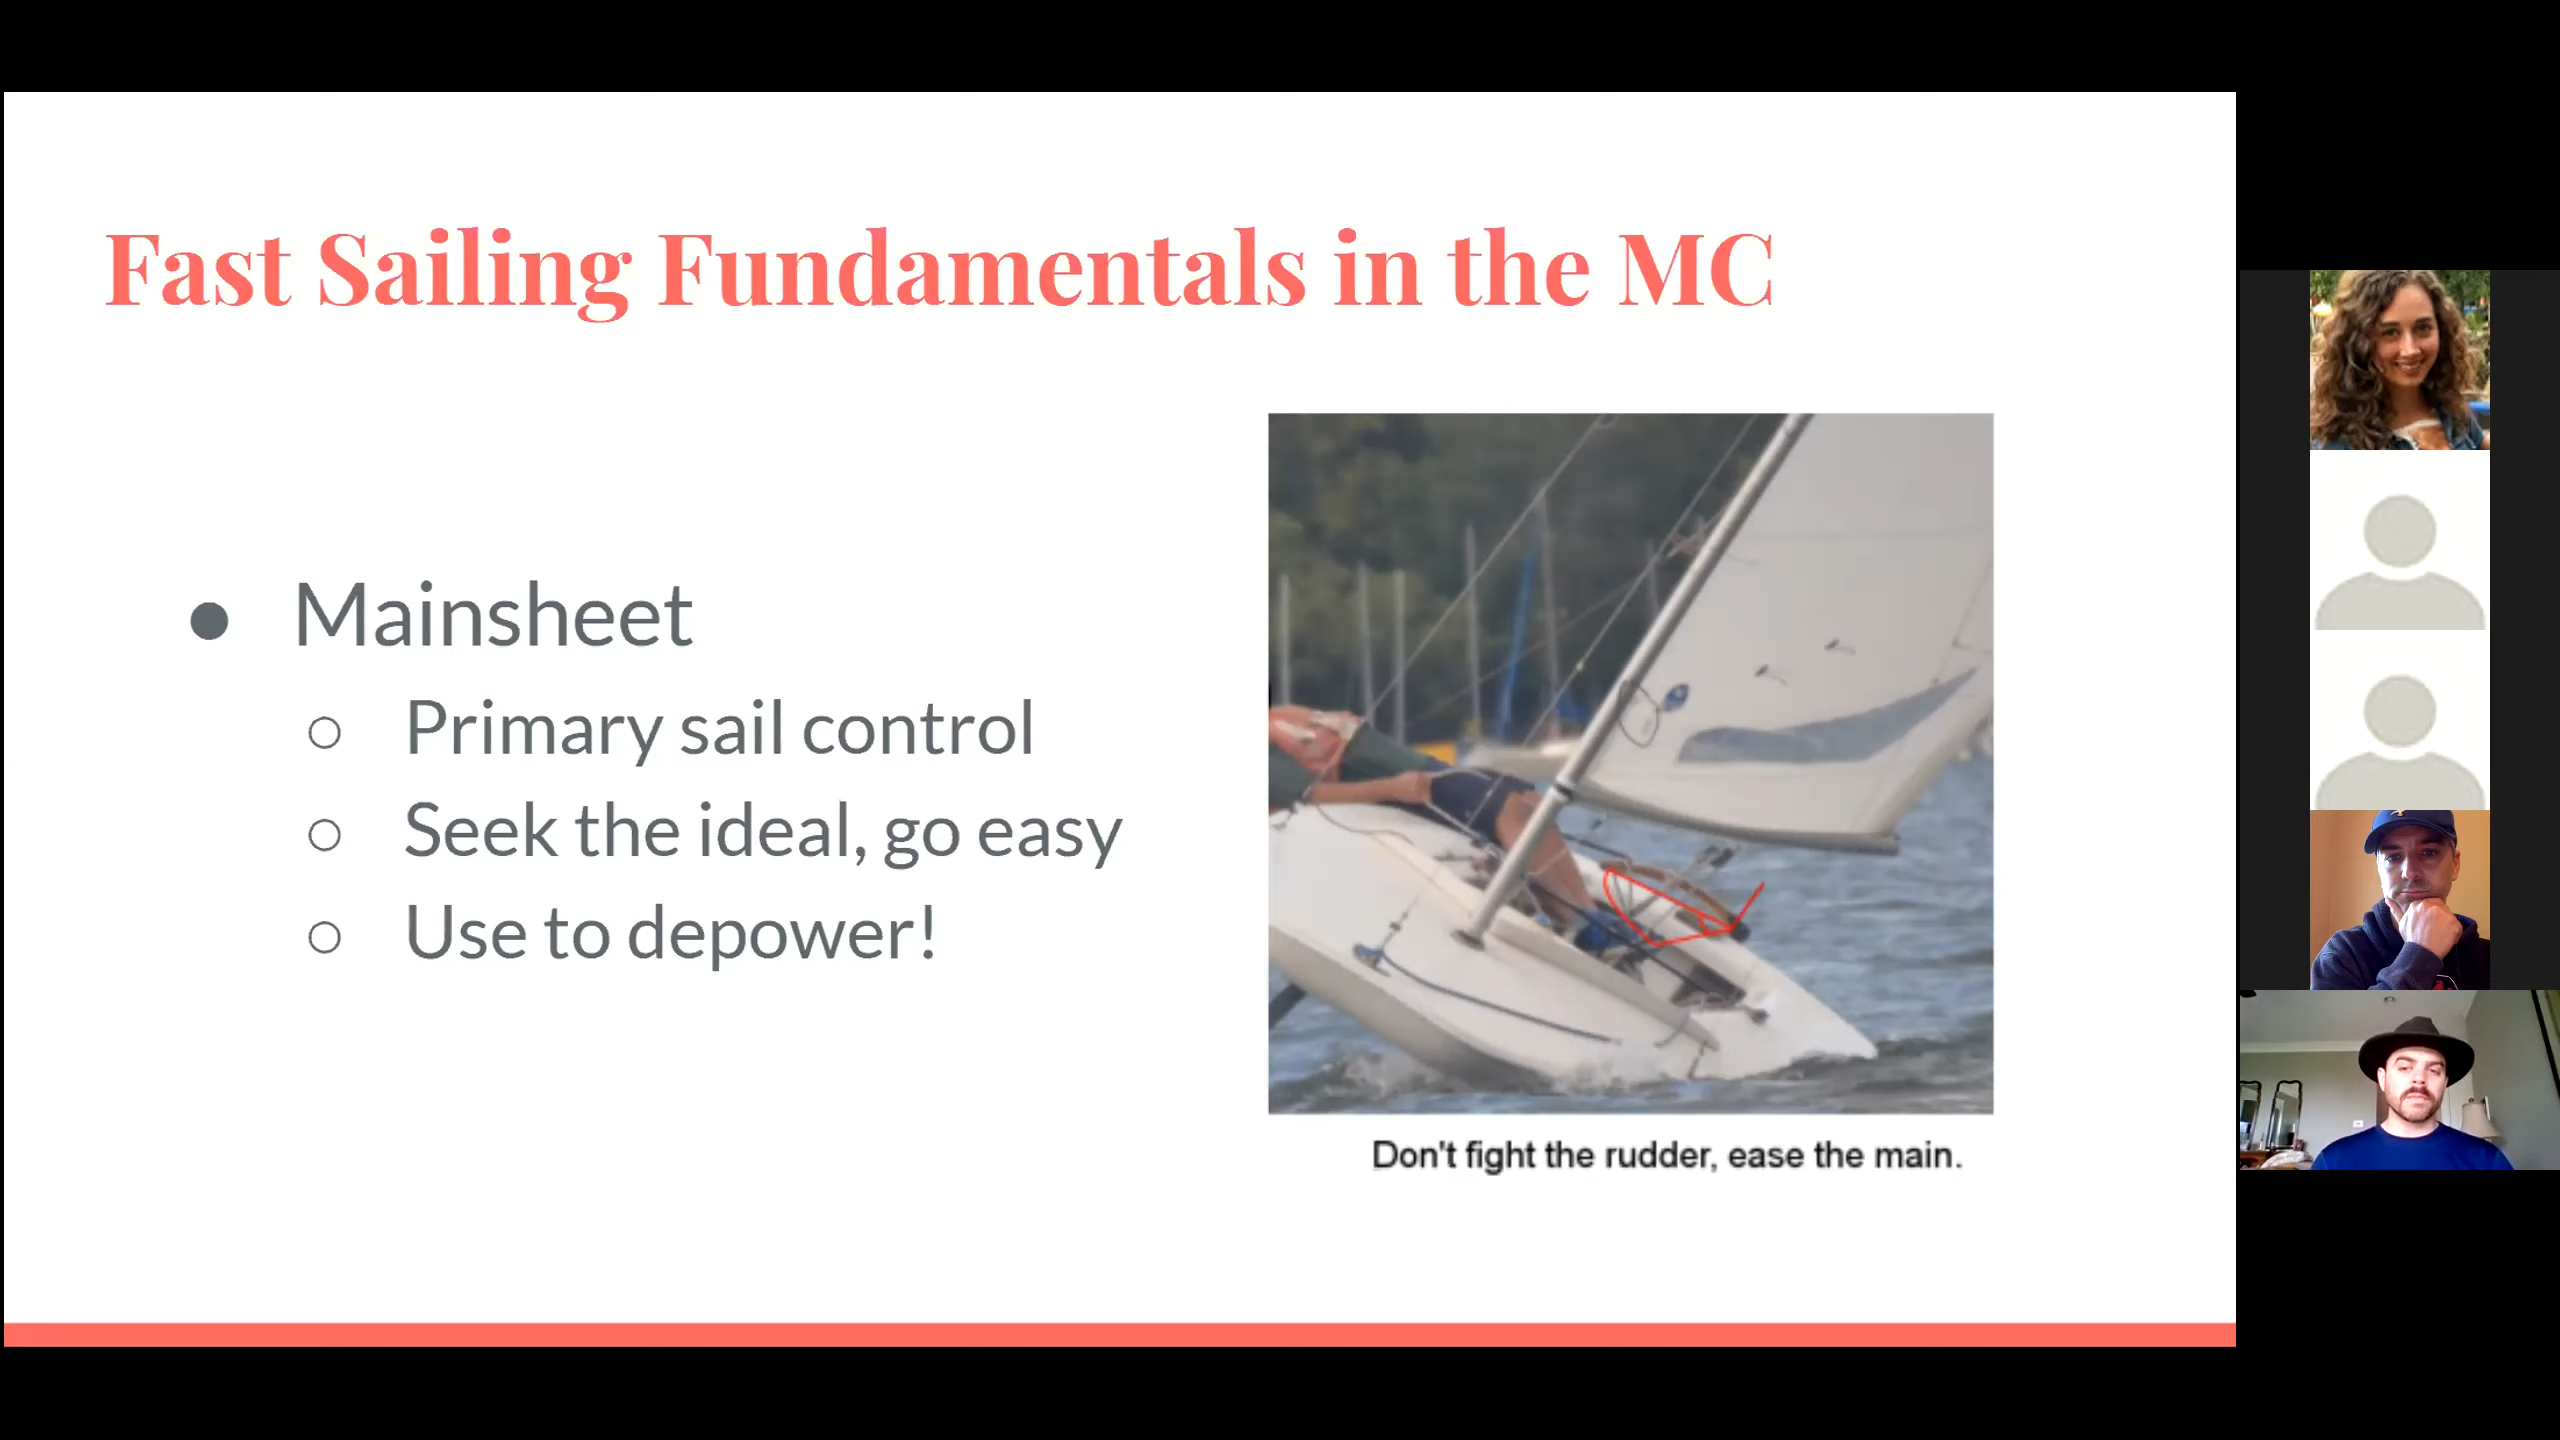 Fast Sailing Fundamentals in the MC
Mainsheet
Primary sail control
Seek the ideal, go easy
Use to depower!
Don't fight the rudder, ease the main.